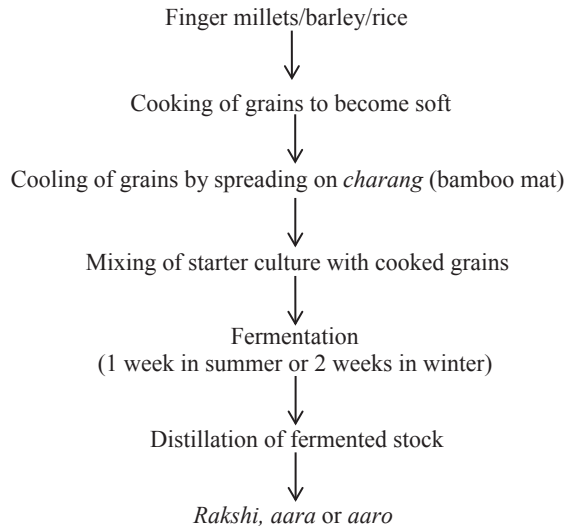 Finger millets/barley/rice
Cooking of grains to become soft
Cooling of grains by spreading on charang (bamboo mat)
Mixing of starter culture with cooked grains
Fermentation
(1 week in summer or 2 weeks in winter)
Distillation of fermented stock
Rakshi, aara or aaro